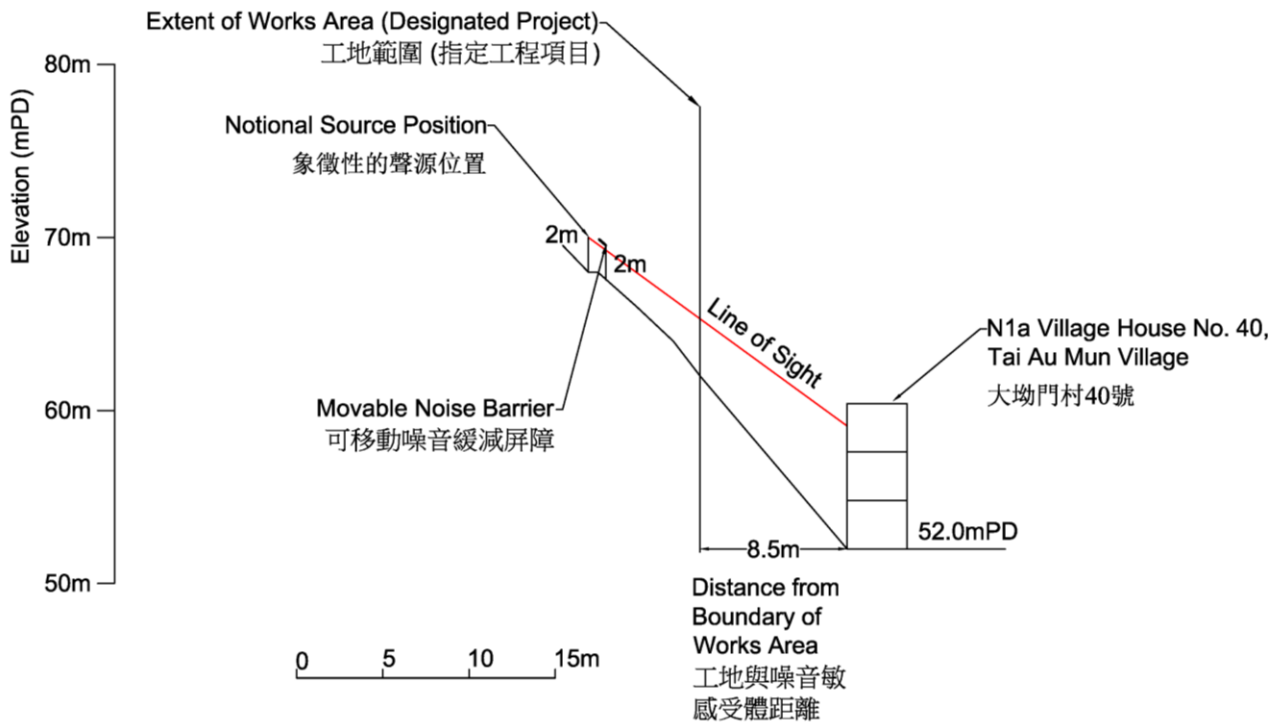 Extent of Works Area (Designated Project)
工地範圍 (指定工程項目)
80m
Notional Source Position
象徵性的聲源位置
Elevation (mPD)
70m
2m
2m
Line of Sight
N1a Village House No. 40,
Tai Au Mun Village
大坳門村40號
60m
Movable Noise Barrier
可移動噪音緩減屏障
52.0mPD
8.5m
50m
Distance from
Boundary of
Works Area
工地與噪音敏
感受體距離
0 5 10 15m